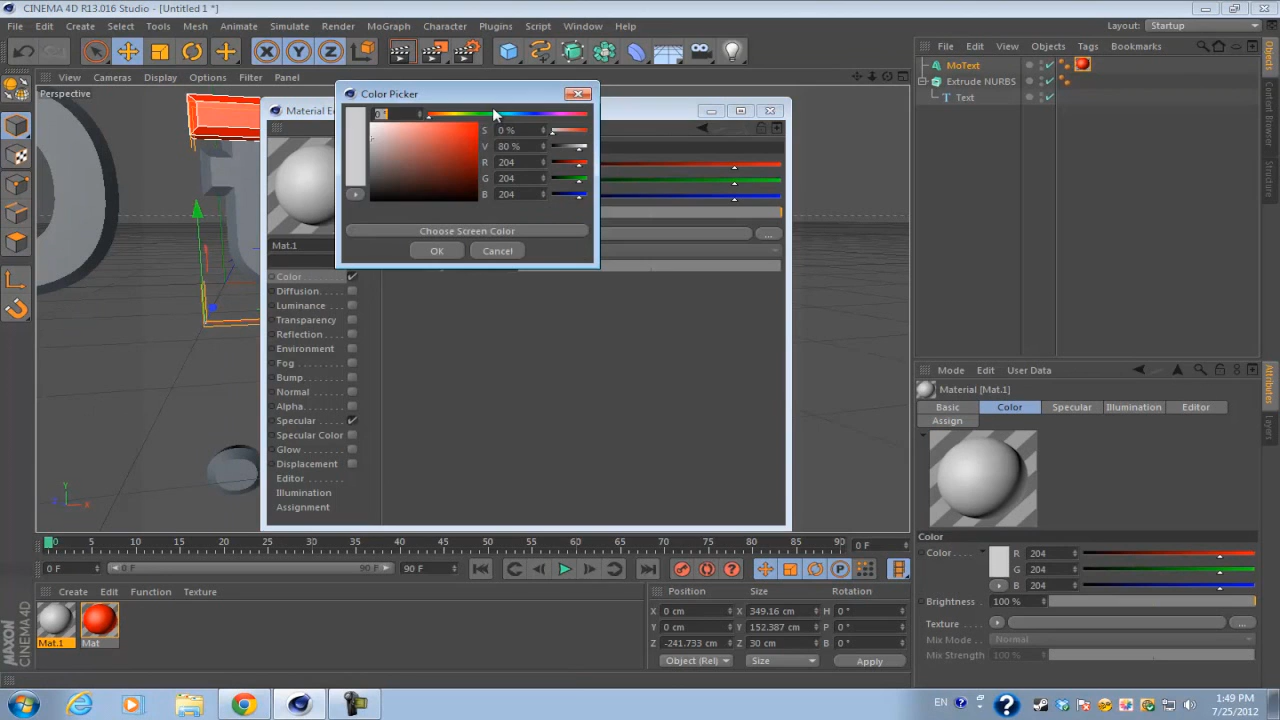 CINEMA 4D R13.016 Studio - [Untitled 1 *]
File Edit Create Select Tools Mesh Animate Simulate Render MoGraph Character Plugins Script Window Help
Layout: Startup
View Cameras Display Options Filter Panel
Perspective
File Edit View Objects Tags Bookmarks
MoText
Extrude NURBS
Text
Objects
Content Browser
Structure
Material E
Color Picker
0°
S 0 %
V 80 %
R 204
G 204
B 204
Choose Screen Color
OK Cancel
Mat.1
Color
Diffusion
Luminance
Transparency
Reflection
Environment
Fog
Bump
Normal
Alpha
Specular
Specular Color
Glow
Displacement
Editor
Illumination
Assignment
Mode Edit User Data
Material [Mat.1]
Basic Color Specular Illumination Editor
Assign
Color
Color R 204
G 204
B 204
Brightness 100 %
Texture
Mix Mode Normal
Mix Strength 100 %
Attributes
Layers
Y
X
0 5 10 15 20 25 30 35 40 45 50 55 60 65 70 75 80 85 90 0 F
0 F 0 F 90 F 90 F
Create Edit Function Texture
Mat.1 Mat
Position Size Rotation
X 0 cm X 349.16 cm H 0 °
Y 0 cm Y 152.387 cm P 0 °
Z -241.733 cm Z 30 cm B 0 °
Object (Rel) Size Apply
MAXON CINEMA 4D
EN
1:49 PM
7/25/2012